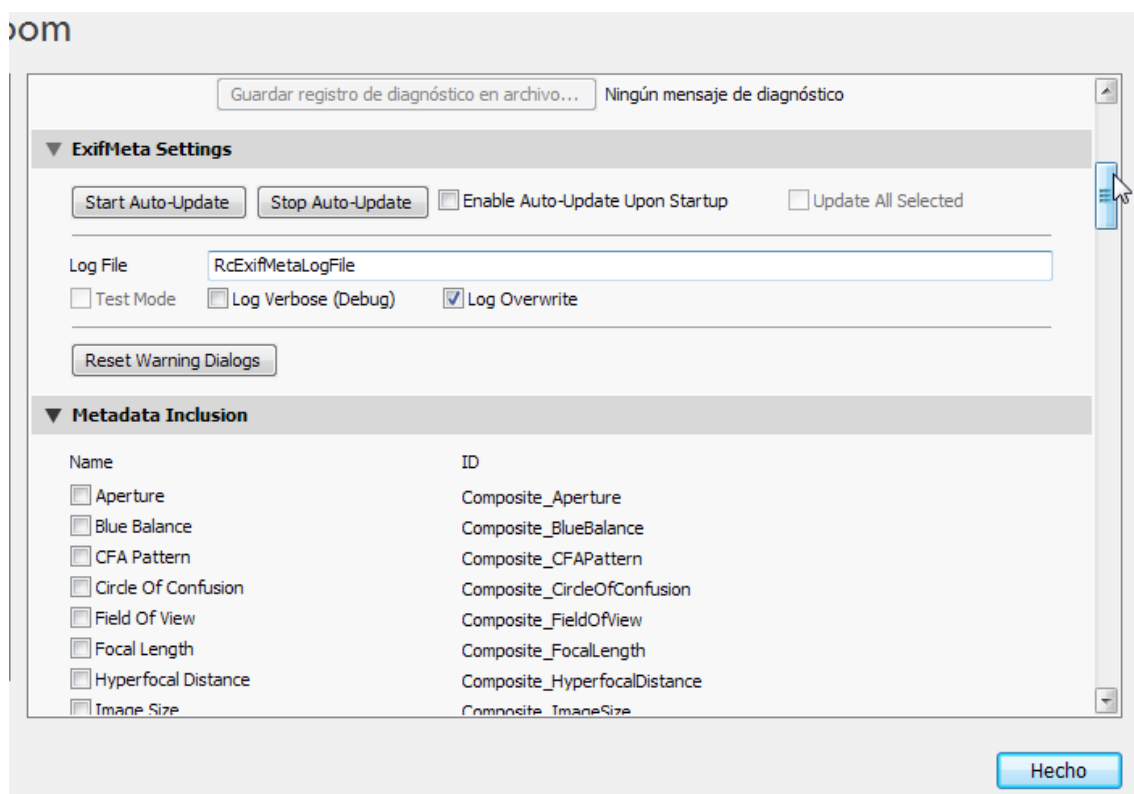 oom
Guardar registro de diagnóstico en archivo... Ningún mensaje de diagnóstico
ExifMeta Settings
Start Auto-Update Stop Auto-Update Enable Auto-Update Upon Startup Update All Selected
Log File RcExifMetaLogFile
Test Mode Log Verbose (Debug) Log Overwrite
Reset Warning Dialogs
Metadata Inclusion
Name ID
Aperture Composite_Aperture
Blue Balance Composite_BlueBalance
CFA Pattern Composite_CFAPattern
Circle Of Confusion Composite_CircleOfConfusion
Field Of View Composite_FieldOfView
Focal Length Composite_FocalLength
Hyperfocal Distance Composite_HyperfocalDistance
Image Size Composite_ImageSize
Hecho